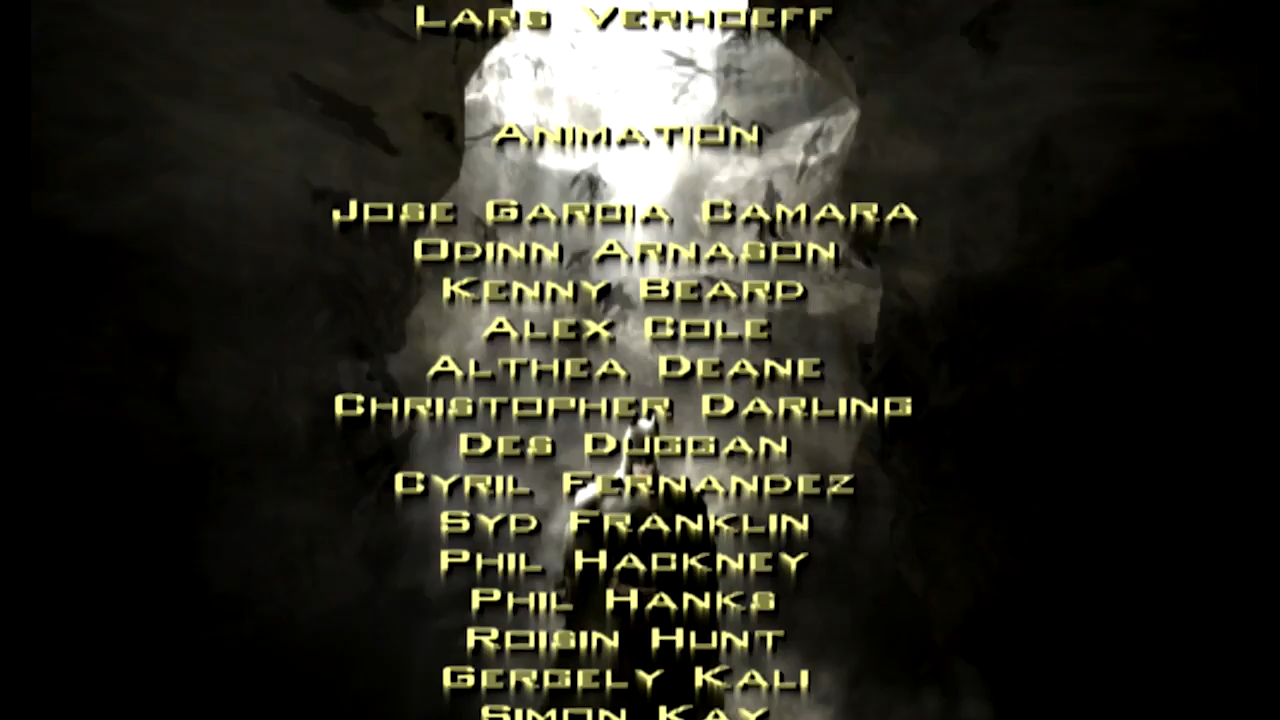 Lars Verhoeff
Animation
Jose Garcia Camara
Odinn Arnason
Kenny Beard
Alex Cole
Althea Deane
Christopher Darling
Des Duggan
Cyril Fernandez
Syd Franklin
Phil Hackney
Phil Hanks
Roisin Hunt
Gergely Kali
Simon Kay